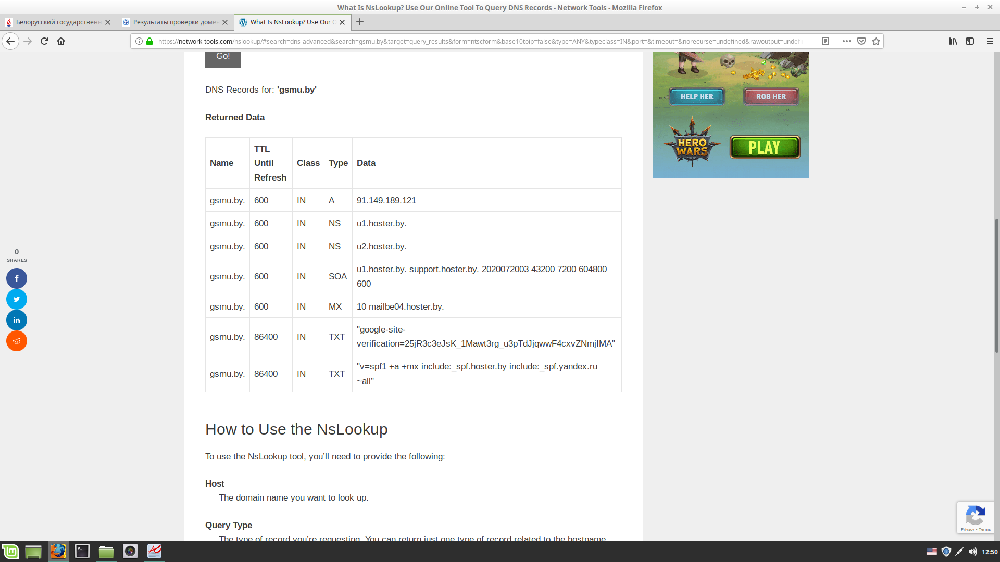 What Is NsLookup? Use Our Online Tool To Query DNS Records - Network Tools - Mozilla Firefox
Белорусский государственн
Результаты проверки домен
What Is NsLookup? Use Our O
https://network-tools.com/nslookup/#search=dns-advanced&search=gsmu.by&target=query_results&form=ntscform&base10toip=false&type=ANY&typeclass=IN&port=&timeout=&norecurse=undefined&rawoutput=undefi
Go!
DNS Records for: 'gsmu.by'
Returned Data
Name
TTL
Until
Refresh
Class
Type
Data
gsmu.by. 600 IN A 91.149.189.121
gsmu.by. 600 IN NS u1.hoster.by.
gsmu.by. 600 IN NS u2.hoster.by.
gsmu.by. 600 IN SOA u1.hoster.by. support.hoster.by. 2020072003 43200 7200 604800
600
gsmu.by. 600 IN MX 10 mailbe04.hoster.by.
gsmu.by. 86400 IN TXT "google-site-
verification=25jR3c3eJsK_1Mawt3rg_u3pTdJjqwwF4cxvZNmjIMA"
gsmu.by. 86400 IN TXT "v=spf1 +a +mx include:_spf.hoster.by include:_spf.yandex.ru
~all"
How to Use the NsLookup
To use the NsLookup tool, you’ll need to provide the following:
Host
The domain name you want to look up.
Query Type
The type of record you’re requesting. You can return just one type of record related to the hostname
0
SHARES
HELP HER
ROB HER
HERO
WARS
PLAY
Privacy - Terms
12:50